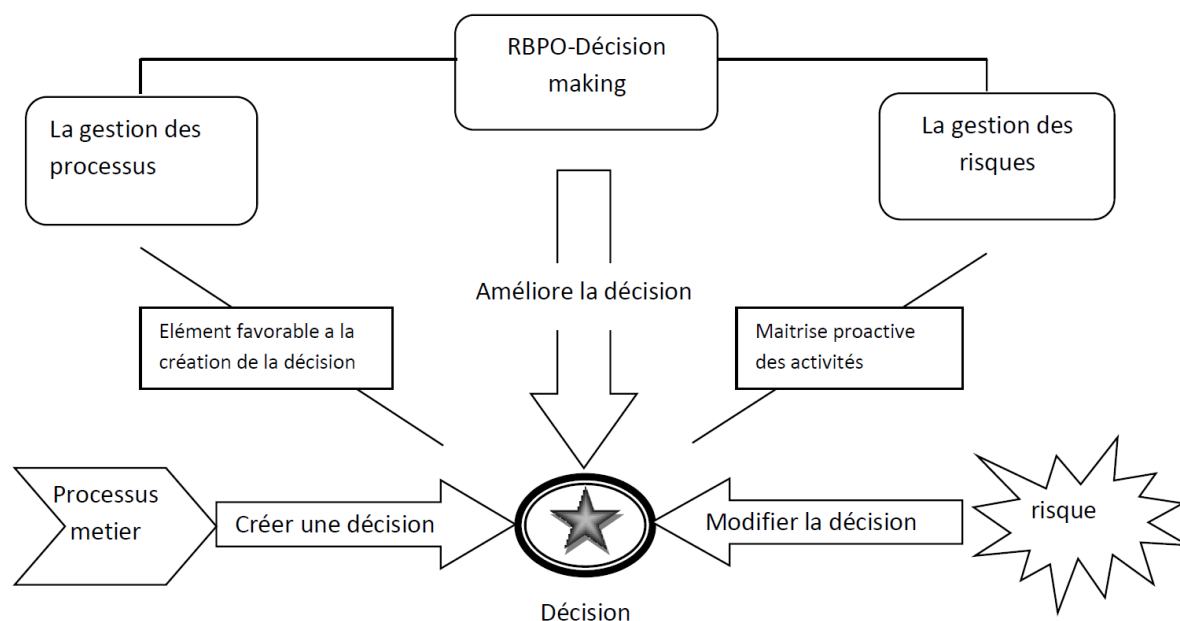 RBPO-Décision
making
La gestion des
processus
La gestion des
risques
Améliore la décision
Elément favorable a la
création de la décision
Maitrise proactive
des activités
Processus
metier
Créer une décision
Modifier la décision
risque
Décision